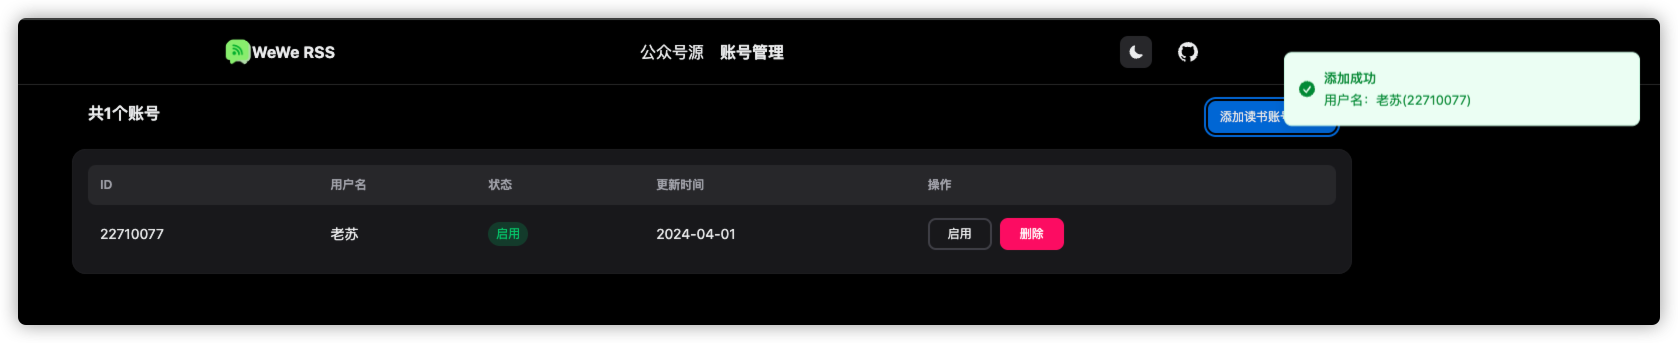 WeWe RSS
公众号源 账号管理
添加成功
用户名：老苏(22710077)
共1个账号
添加读书账
ID 用户名 状态 更新时间 操作
22710077 老苏 启用 2024-04-01 启用 删除